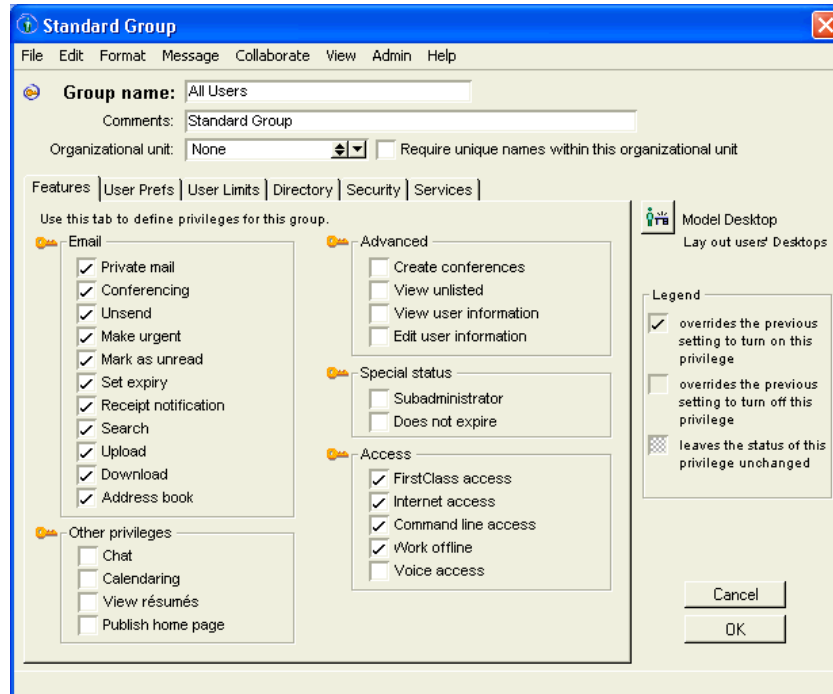 Standard Group
File Edit Format Message Collaborate View Admin Help
Group name: All Users
Comments: Standard Group
Organizational unit: None Require unique names within this organizational unit
Features User Prefs User Limits Directory Security Services
Use this tab to define privileges for this group.
Email
Private mail
Conferencing
Unsend
Make urgent
Mark as unread
Set expiry
Receipt notification
Search
Upload
Download
Address book
Other privileges
Chat
Calendaring
View résumés
Publish home page
Advanced
Create conferences
View unlisted
View user information
Edit user information
Special status
Subadministrator
Does not expire
Access
FirstClass access
Internet access
Command line access
Work offline
Voice access
Model Desktop
Lay out users' Desktops
Legend
overrides the previous
setting to turn on this
privilege
overrides the previous
setting to turn off this
privilege
leaves the status of this
privilege unchanged
Cancel
OK